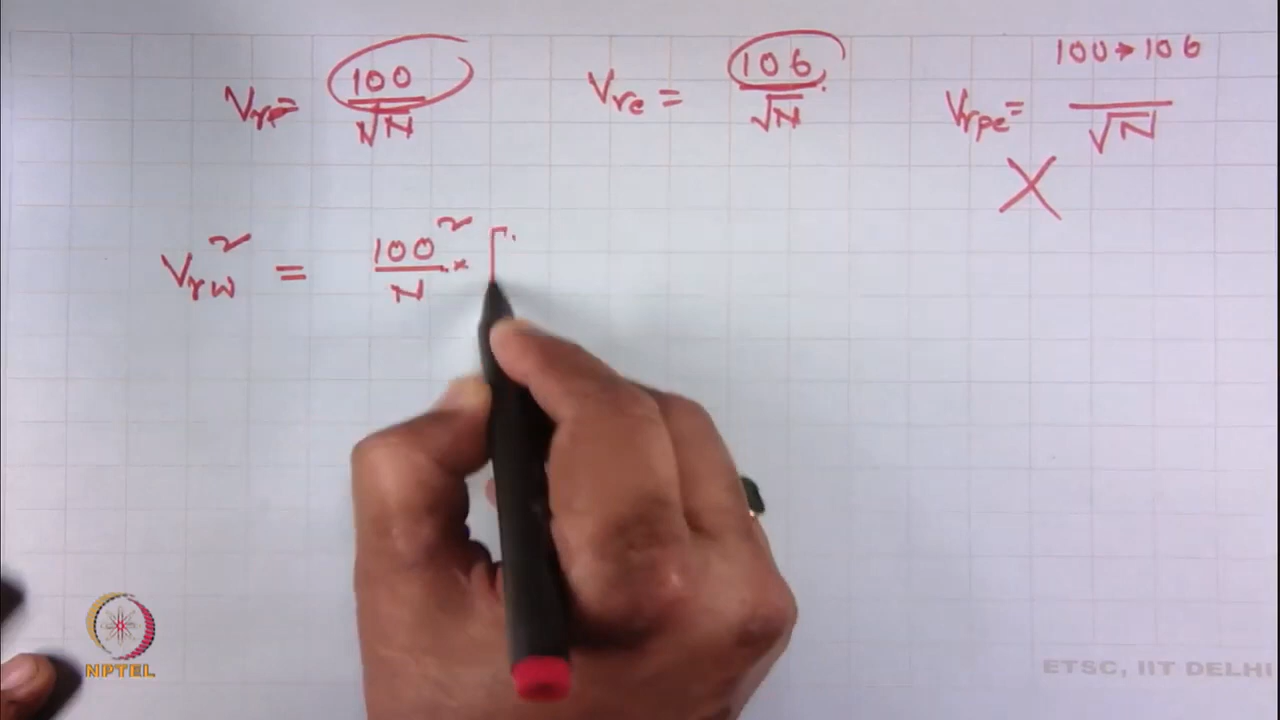 Vrp = 100/√N Vre = 106/√N Vrpe = 100→106/√N
X
Vrw² = 100²/N × [
NPTEL
ETSC, IIT DELHI